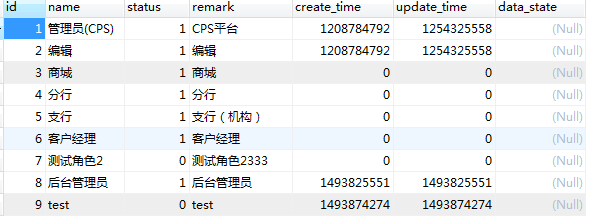 id name status remark create_time update_time data_state
1 管理员(CPS) 1 CPS平台 1208784792 1254325558 (Null)
2 编辑 1 编辑 1208784792 1254325558 (Null)
3 商城 1 商城 0 0 (Null)
4 分行 1 分行 0 0 (Null)
5 支行 1 支行（机构） 0 0 (Null)
6 客户经理 1 客户经理 0 0 (Null)
7 测试角色2 0 测试角色2333 0 0 (Null)
8 后台管理员 1 后台管理员 1493825551 1493825551 (Null)
9 test 0 test 1493874274 1493874274 (Null)